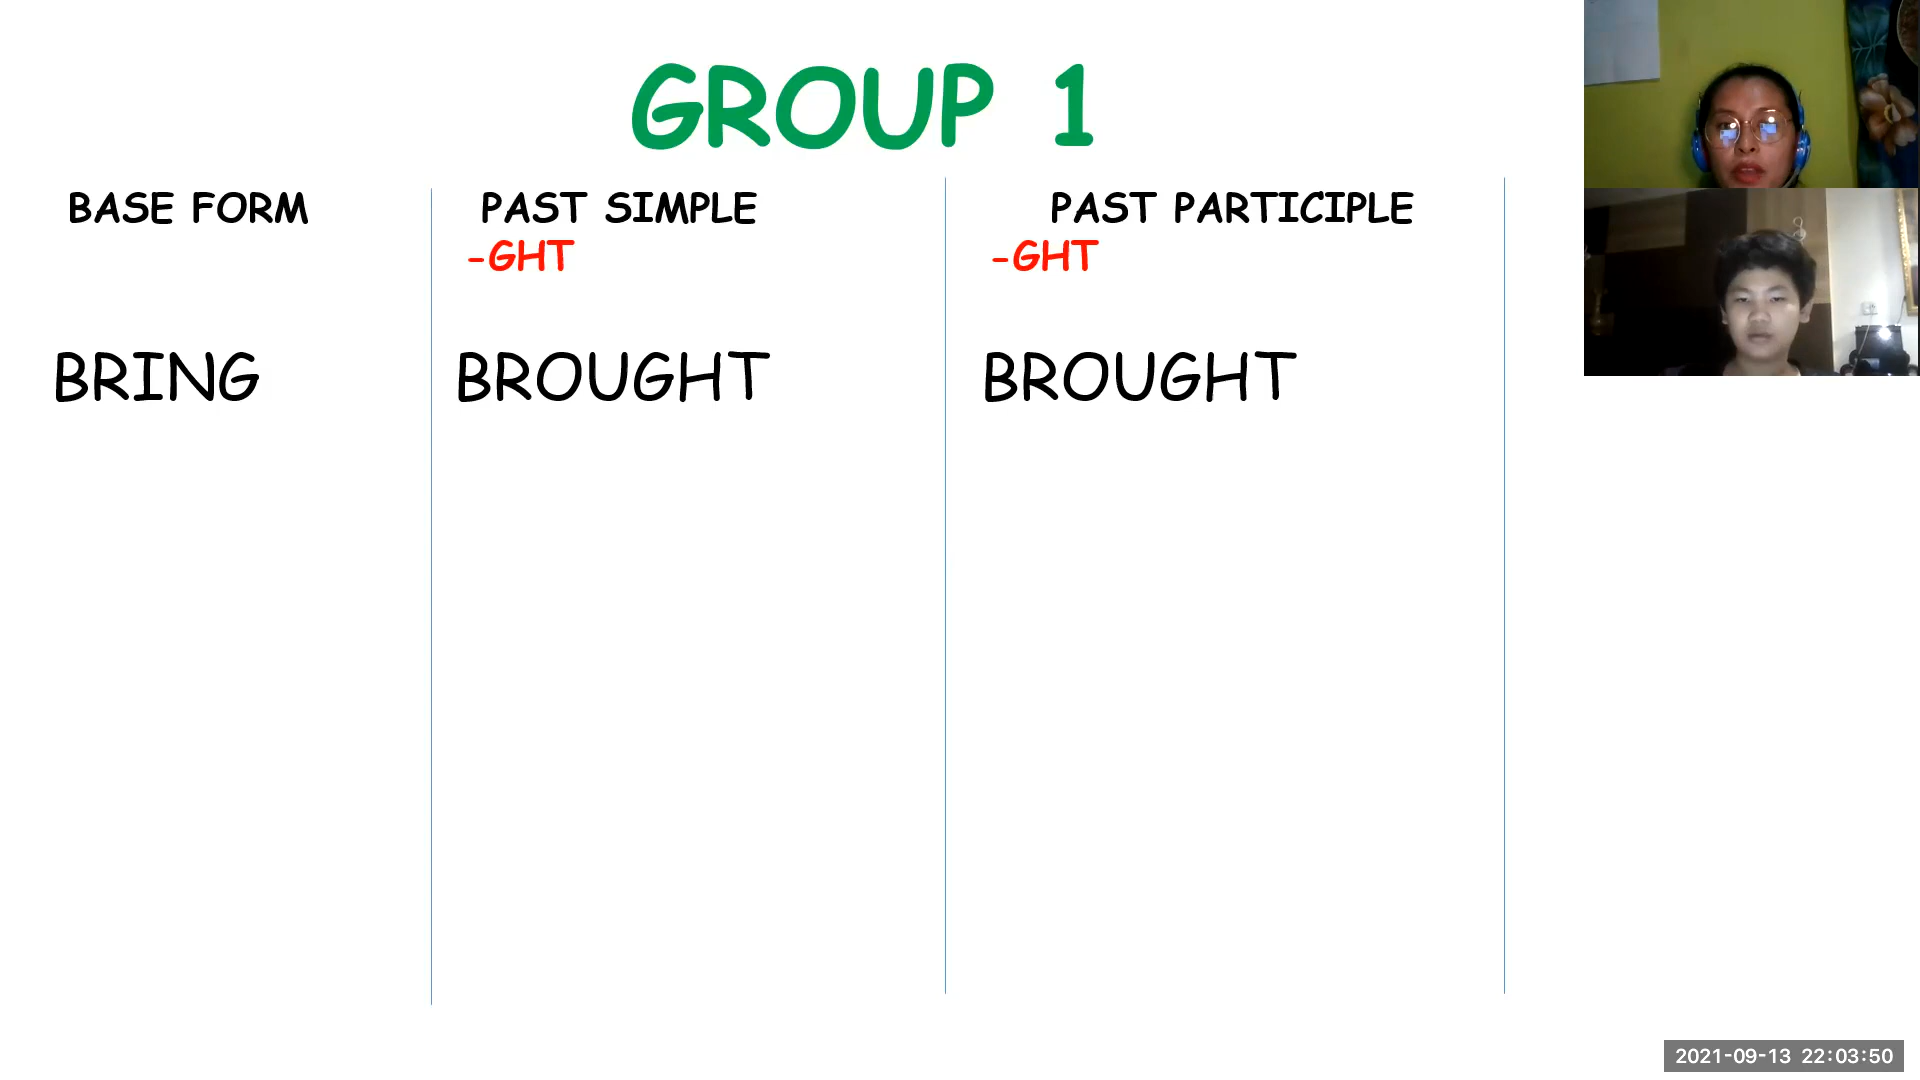 GROUP 1
BASE FORM
PAST SIMPLE
PAST PARTICIPLE
-GHT
-GHT
BRING
BROUGHT
BROUGHT
2021-09-13 22:03:50